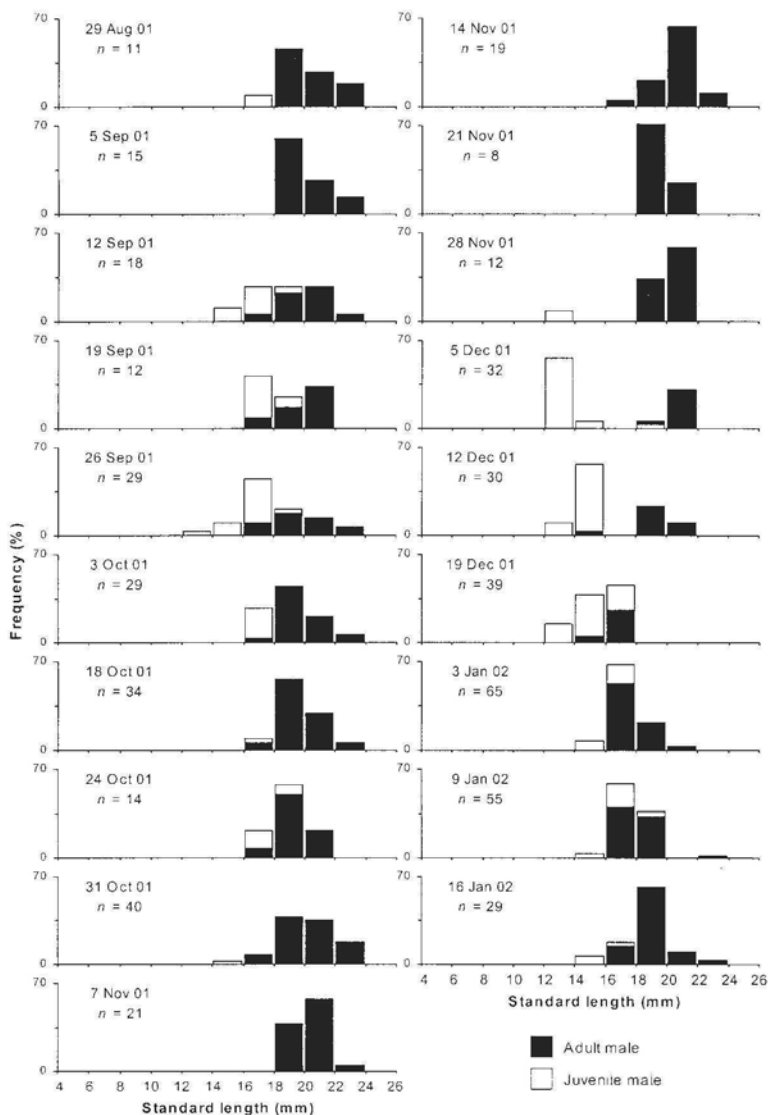 70
29 Aug 01
n = 11
0
70
5 Sep 01
n = 15
0
70
12 Sep 01
n = 18
0
70
19 Sep 01
n = 12
0
70
26 Sep 01
n = 29
0
70
3 Oct 01
n = 29
0
70
18 Oct 01
n = 34
0
70
24 Oct 01
n = 14
0
70
31 Oct 01
n = 40
0
70
7 Nov 01
n = 21
0
4 6 8 10 12 14 16 18 20 22 24 26
Standard length (mm)
Frequency (%)
70
14 Nov 01
n = 19
0
70
21 Nov 01
n = 8
0
70
28 Nov 01
n = 12
0
70
5 Dec 01
n = 32
0
70
12 Dec 01
n = 30
0
70
19 Dec 01
n = 39
0
70
3 Jan 02
n = 65
0
70
9 Jan 02
n = 55
0
70
16 Jan 02
n = 29
0
4 6 8 10 12 14 16 18 20 22 24 26
Standard length (mm)
Adult male
Juvenile male